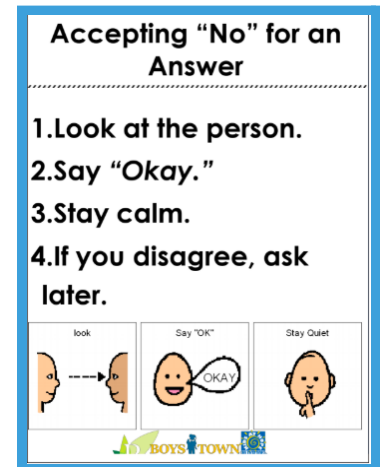 Accepting “No” for an
Answer
1.Look at the person.
2.Say “Okay.”
3.Stay calm.
4.If you disagree, ask
later.
look
Say "OK"
Stay Quiet
OKAY
BOYS TOWN